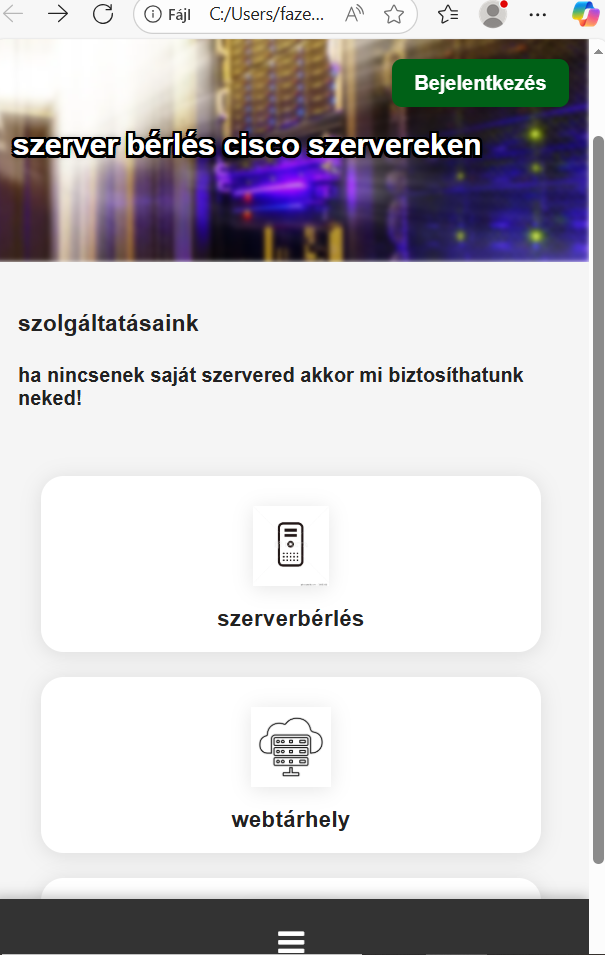 Fájl C:/Users/faze...
Bejelentkezés
szerver bérlés cisco szervereken
szolgáltatásaink
ha nincsenek saját szervered akkor mi biztosíthatunk
neked!
szerverbérlés
webtárhely